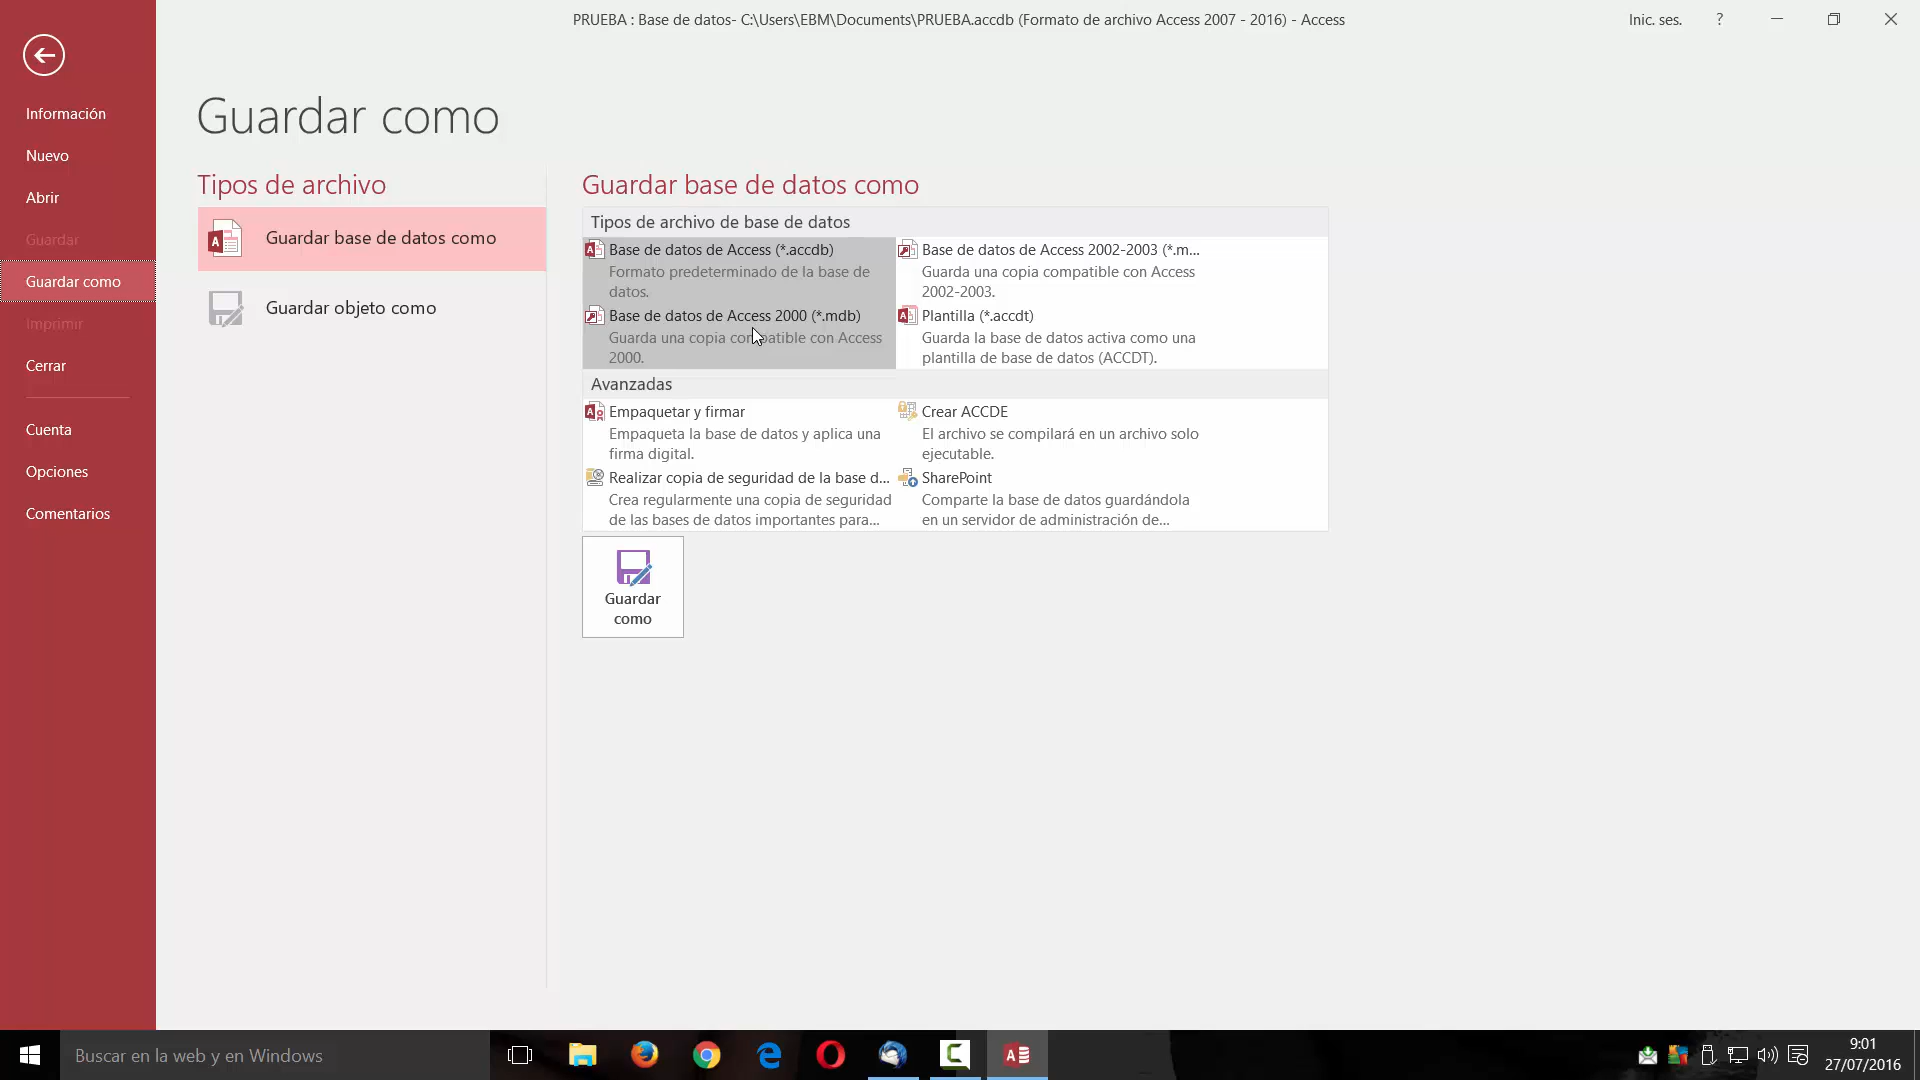 PRUEBA : Base de datos- C:\Users\EBM\Documents\PRUEBA.accdb (Formato de archivo Access 2007 - 2016) - Access
Inic. ses.
?
Información
Nuevo
Abrir
Guardar
Guardar como
Imprimir
Cerrar
Cuenta
Opciones
Comentarios
Guardar como
Tipos de archivo
Guardar base de datos como
Guardar objeto como
Guardar base de datos como
Tipos de archivo de base de datos
Base de datos de Access (*.accdb)
Formato predeterminado de la base de
datos.
Base de datos de Access 2002-2003 (*.m...
Guarda una copia compatible con Access
2002-2003.
Base de datos de Access 2000 (*.mdb)
Guarda una copia compatible con Access
2000.
Plantilla (*.accdt)
Guarda la base de datos activa como una
plantilla de base de datos (ACCDT).
Avanzadas
Empaquetar y firmar
Empaqueta la base de datos y aplica una
firma digital.
Crear ACCDE
El archivo se compilará en un archivo solo
ejecutable.
Realizar copia de seguridad de la base d...
Crea regularmente una copia de seguridad
de las bases de datos importantes para...
SharePoint
Comparte la base de datos guardándola
en un servidor de administración de...
Guardar
como
Buscar en la web y en Windows
9:01
27/07/2016